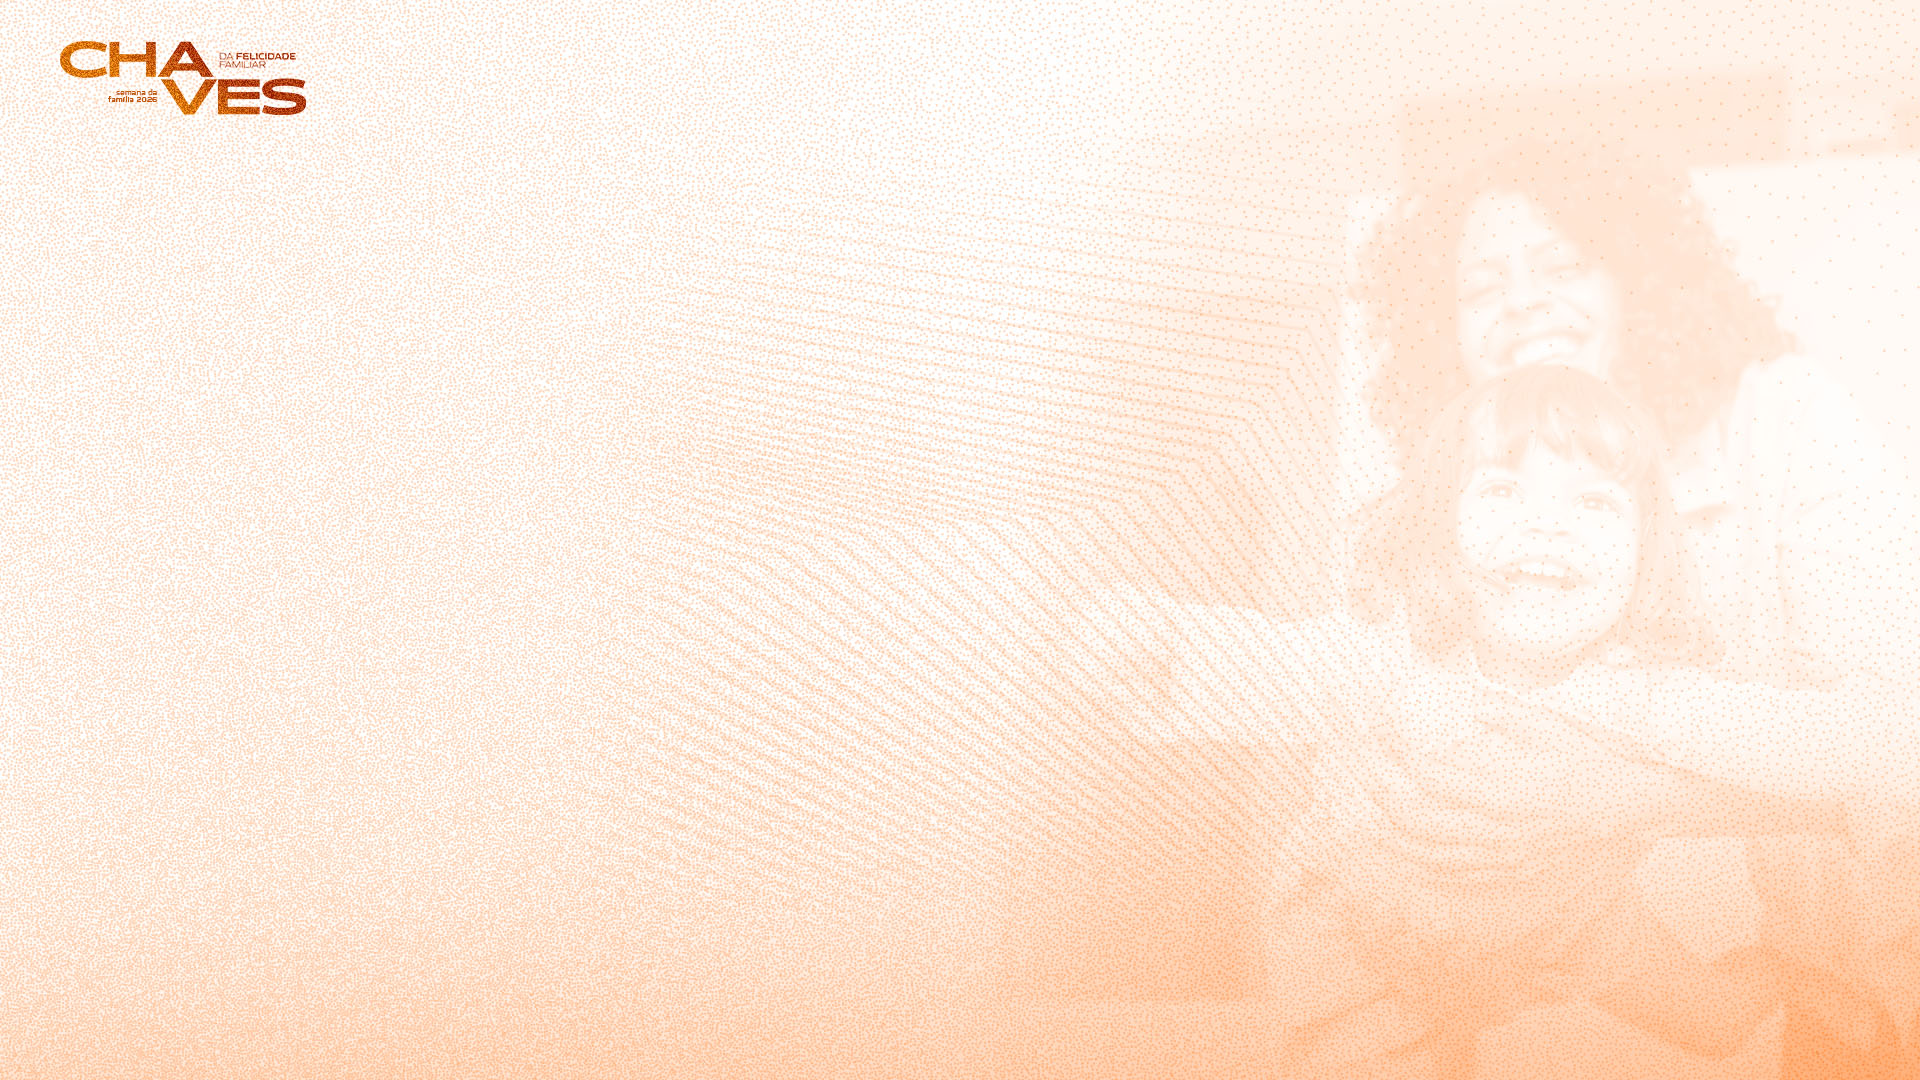 CHA
DA FELICIDADE
FAMILIAR
semana da
família 2026
VES